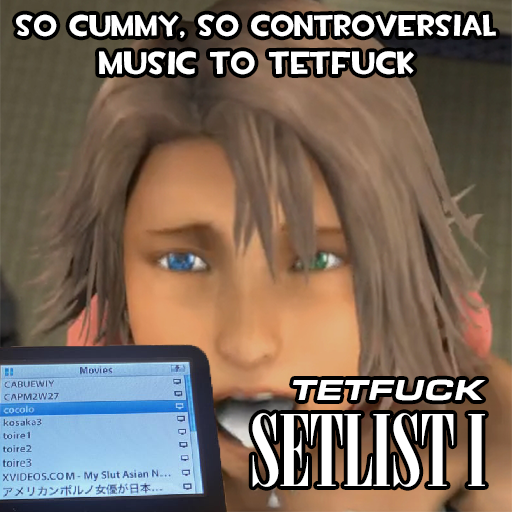 SO CUMMY, SO CONTROVERSIAL
MUSIC TO TETFUCK
Movies
CABUEWIY
CAPM2W27
cocolo
kosaka3
toire1
toire2
toire3
XVIDEOS.COM - My Slut Asian N...
アメリカンポルノ女優が日本...
TETFUCK
SETLIST I